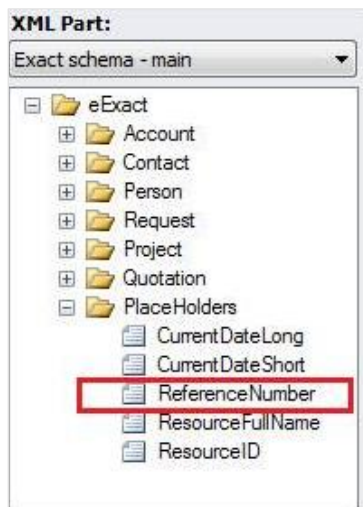 XML Part:
Exact schema - main
eExact
Account
Contact
Person
Request
Project
Quotation
PlaceHolders
CurrentDateLong
CurrentDateShort
ReferenceNumber
ResourceFullName
ResourceID